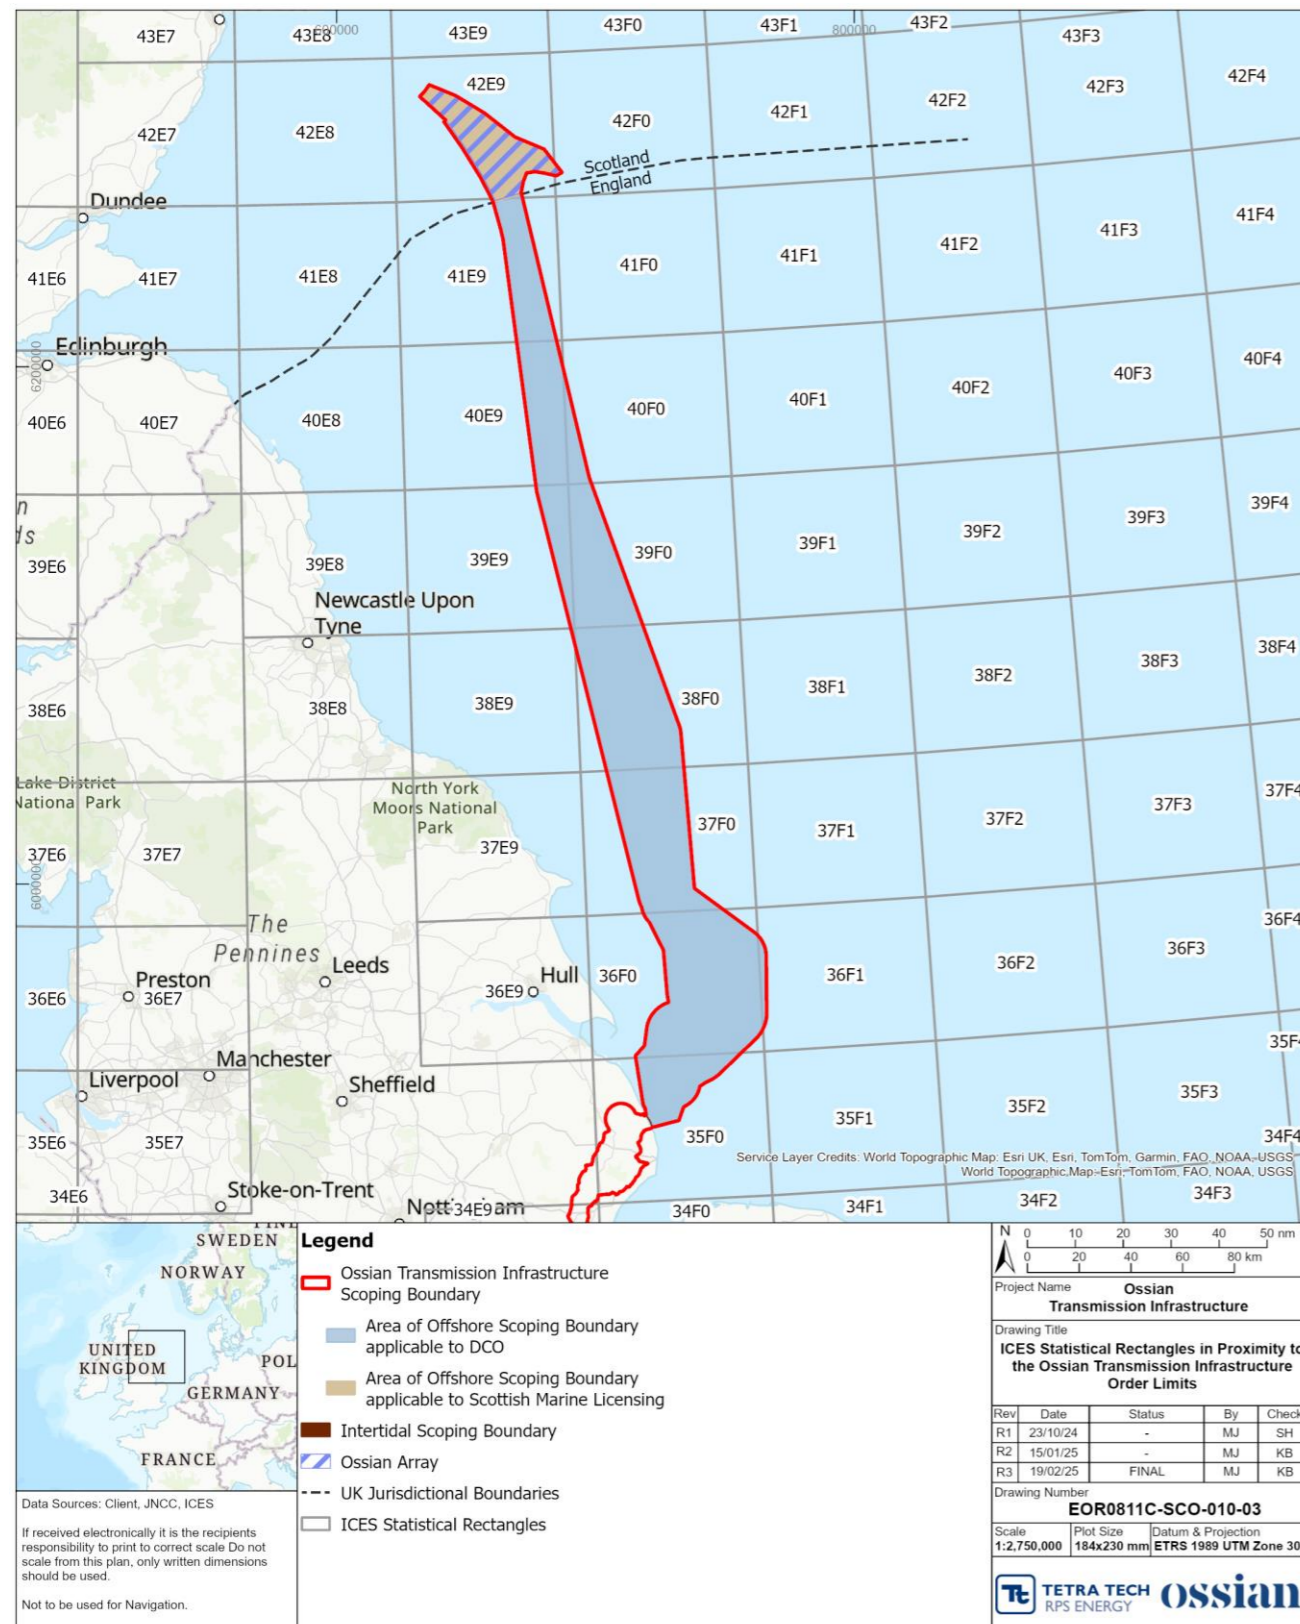 43E7
43E8
600000
43E9
43F0
43F1
800000
43F2
43F3
42E7
42E8
42E9
42F0
42F1
42F2
42F3
42F4
Scotland
England
Dundee
41E6
41E7
41E8
41E9
41F0
41F1
41F2
41F3
41F4
Edinburgh
6200000
40E6
40E7
40E8
40E9
40F0
40F1
40F2
40F3
40F4
n
ds
39E6
39E8
39E9
39F0
39F1
39F2
39F3
39F4
Newcastle Upon
Tyne
38E6
38E8
38E9
38F0
38F1
38F2
38F3
38F4
Lake District
National Park
North York
Moors National
Park
37E6
37E7
37E9
37F0
37F1
37F2
37F3
37F4
6000000
The
Pennines
Leeds
Preston
Hull
36E6
36E7
36E9
36F0
36F1
36F2
36F3
36F4
Manchester
Liverpool
Sheffield
35E6
35E7
35F0
35F1
35F2
35F3
35F4
Service Layer Credits: World Topographic Map: Esri UK, Esri, TomTom, Garmin, FAO, NOAA, USGS
World Topographic Map: Esri, TomTom, FAO, NOAA, USGS
Stoke-on-Trent
34E6
34E9
34F0
34F1
34F2
34F3
34F4
SWEDEN
NORWAY
UNITED
KINGDOM
POL
GERMANY
FRANCE
Data Sources: Client, JNCC, ICES
If received electronically it is the recipients
responsibility to print to correct scale Do not
scale from this plan, only written dimensions
should be used.
Not to be used for Navigation.
Legend
Ossian Transmission Infrastructure
Scoping Boundary
Area of Offshore Scoping Boundary
applicable to DCO
Area of Offshore Scoping Boundary
applicable to Scottish Marine Licensing
Intertidal Scoping Boundary
Ossian Array
UK Jurisdictional Boundaries
ICES Statistical Rectangles
N
0 10 20 30 40 50 nm
0 20 40 60 80 km
Project Name Ossian
Transmission Infrastructure
Drawing Title
ICES Statistical Rectangles in Proximity to
the Ossian Transmission Infrastructure
Order Limits
Rev Date Status By Check
R1 23/10/24 - MJ SH
R2 15/01/25 - MJ KB
R3 19/02/25 FINAL MJ KB
Drawing Number
EOR0811C-SCO-010-03
Scale Plot Size Datum & Projection
1:2,750,000 184x230 mm ETRS 1989 UTM Zone 30
Tt TETRA TECH
RPS ENERGY
ossian